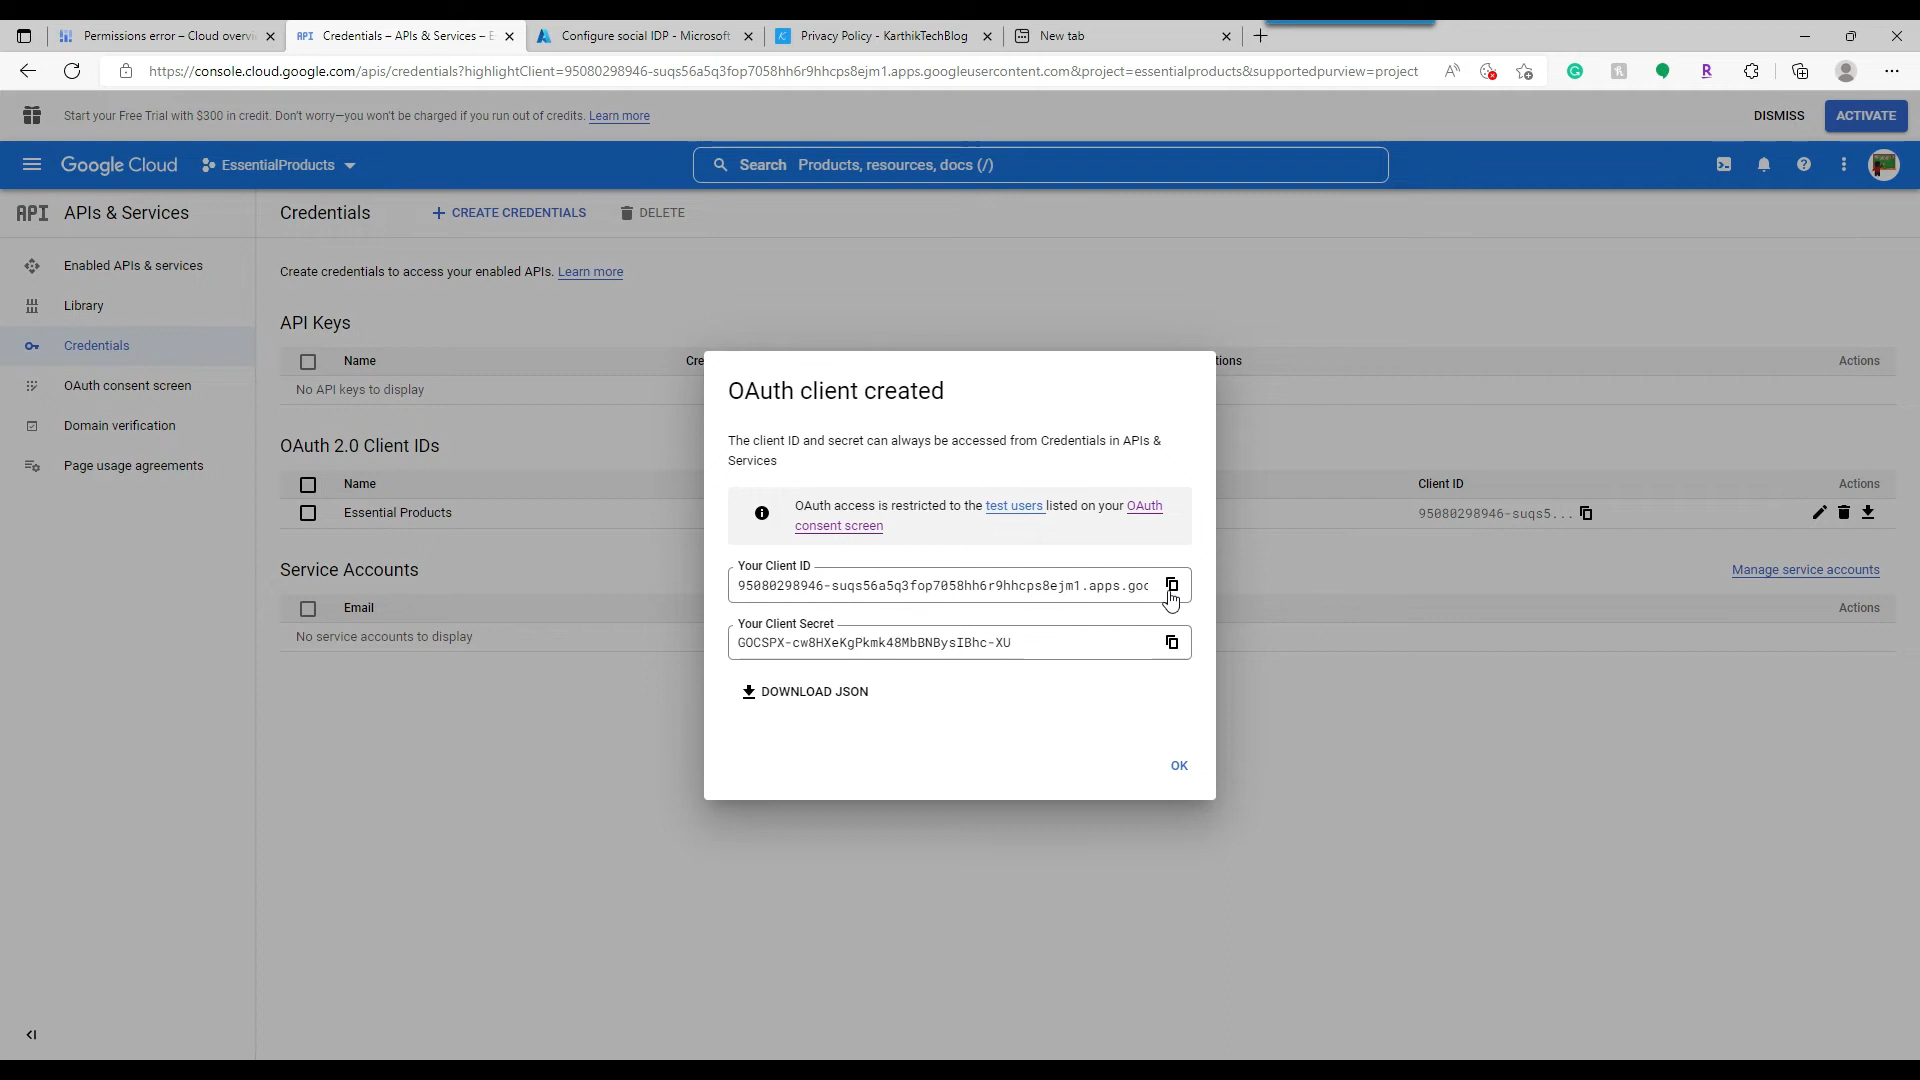 Permissions error – Cloud overvi
Credentials – APIs & Services – E
Configure social IDP - Microsoft
Privacy Policy - KarthikTechBlog
New tab
https://console.cloud.google.com/apis/credentials?highlightClient=95080298946-suqs56a5q3fop7058hh6r9hhcps8ejm1.apps.googleusercontent.com&project=essentialproducts&supportedpurview=project
Start your Free Trial with $300 in credit. Don't worry—you won't be charged if you run out of credits. Learn more
DISMISS
ACTIVATE
Google Cloud
EssentialProducts
Search Products, resources, docs (/)
API APIs & Services
Credentials
CREATE CREDENTIALS
DELETE
Enabled APIs & services
Library
Credentials
OAuth consent screen
Domain verification
Page usage agreements
Create credentials to access your enabled APIs. Learn more
API Keys
Name
Cre
tions
Actions
No API keys to display
OAuth 2.0 Client IDs
Name
Client ID
Actions
Essential Products
95080298946-suqs5...
Service Accounts
Manage service accounts
Email
Actions
No service accounts to display
OAuth client created
The client ID and secret can always be accessed from Credentials in APIs &
Services
OAuth access is restricted to the test users listed on your OAuth
consent screen
Your Client ID
95080298946-suqs56a5q3fop7058hh6r9hhcps8ejm1.apps.goo
Your Client Secret
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
DOWNLOAD JSON
OK